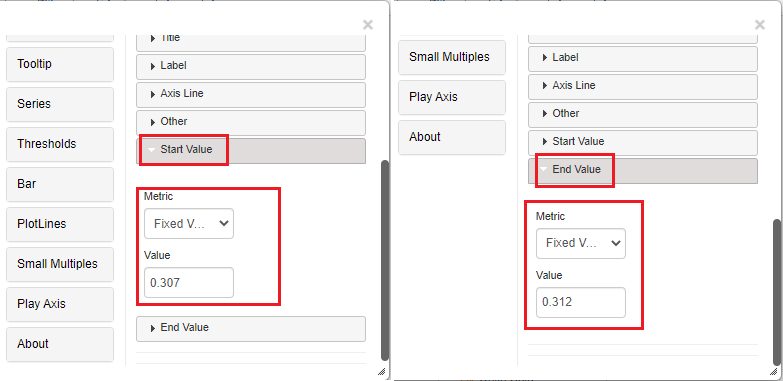 ×
Tooltip
Series
Thresholds
Bar
PlotLines
Small Multiples
Play Axis
About
Title
Label
Axis Line
Other
Start Value
Metric
Fixed V...
Value
0.307
End Value
×
Small Multiples
Play Axis
About
Label
Axis Line
Other
Start Value
End Value
Metric
Fixed V...
Value
0.312